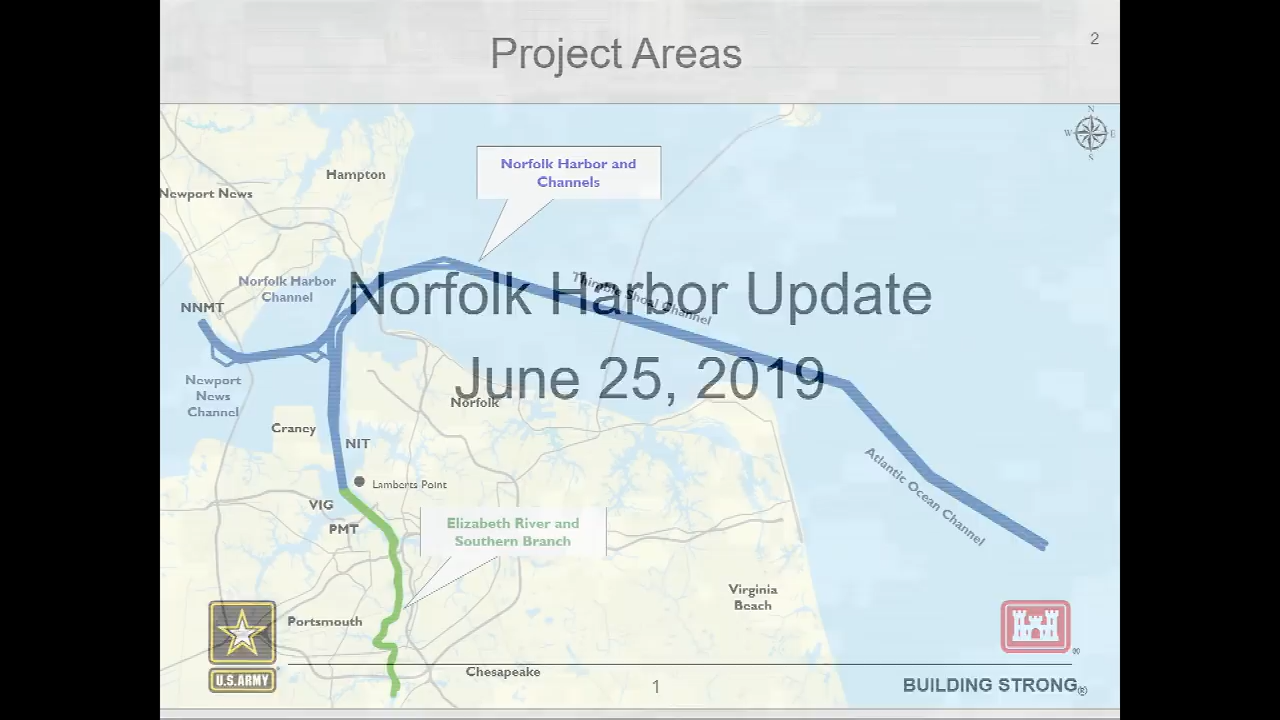 Project Areas
2
N
W
E
S
Norfolk Harbor and
Channels
Hampton
Newport News
Norfolk Harbor
Channel
NNMT
Thimble Shoal Channel
Norfolk Harbor Update
June 25, 2019
Newport
News
Channel
Norfolk
Craney
NIT
Lamberts Point
Atlantic Ocean Channel
VIG
PMT
Elizabeth River and
Southern Branch
Virginia
Beach
Portsmouth
Chesapeake
U.S.ARMY
1
BUILDING STRONG®